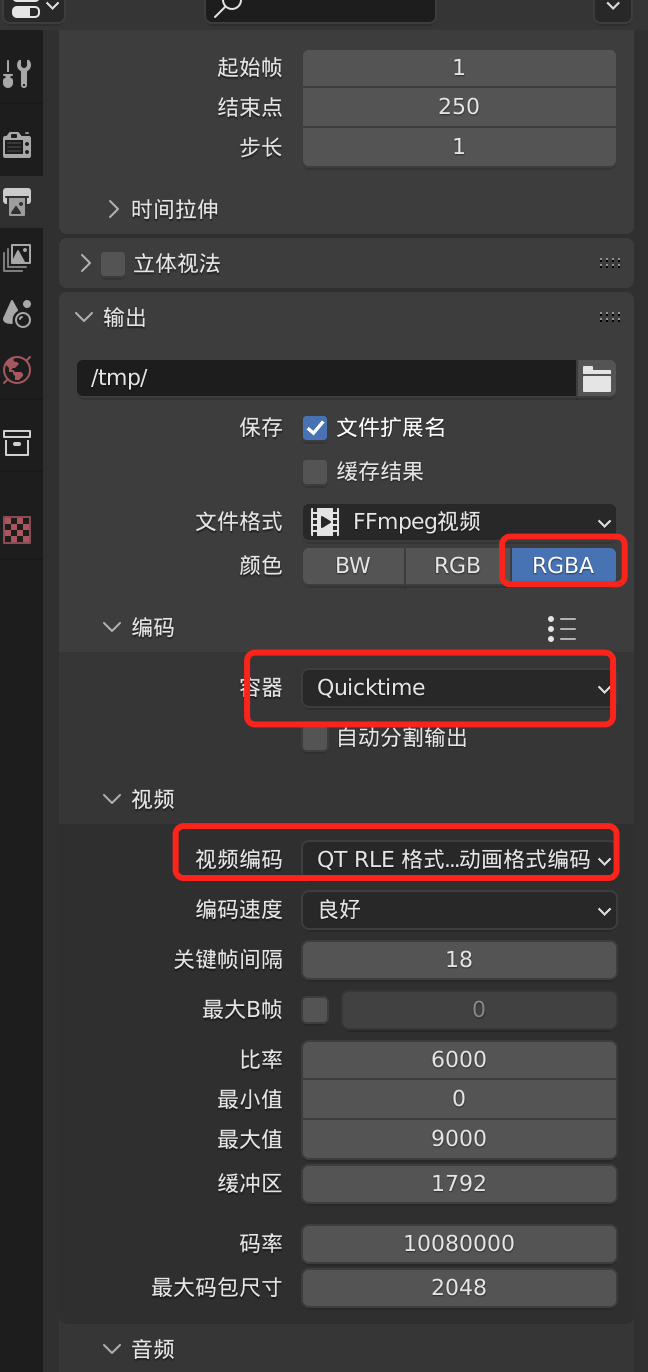 起始帧 1
结束点 250
步长 1
时间拉伸
立体视法
输出
/tmp/
保存 文件扩展名
缓存结果
文件格式 FFmpeg视频
颜色 BW RGB RGBA
编码
容器 Quicktime
自动分割输出
视频
视频编码 QT RLE 格式...动画格式编码
编码速度 良好
关键帧间隔 18
最大B帧 0
比率 6000
最小值 0
最大值 9000
缓冲区 1792
码率 10080000
最大码包尺寸 2048
音频